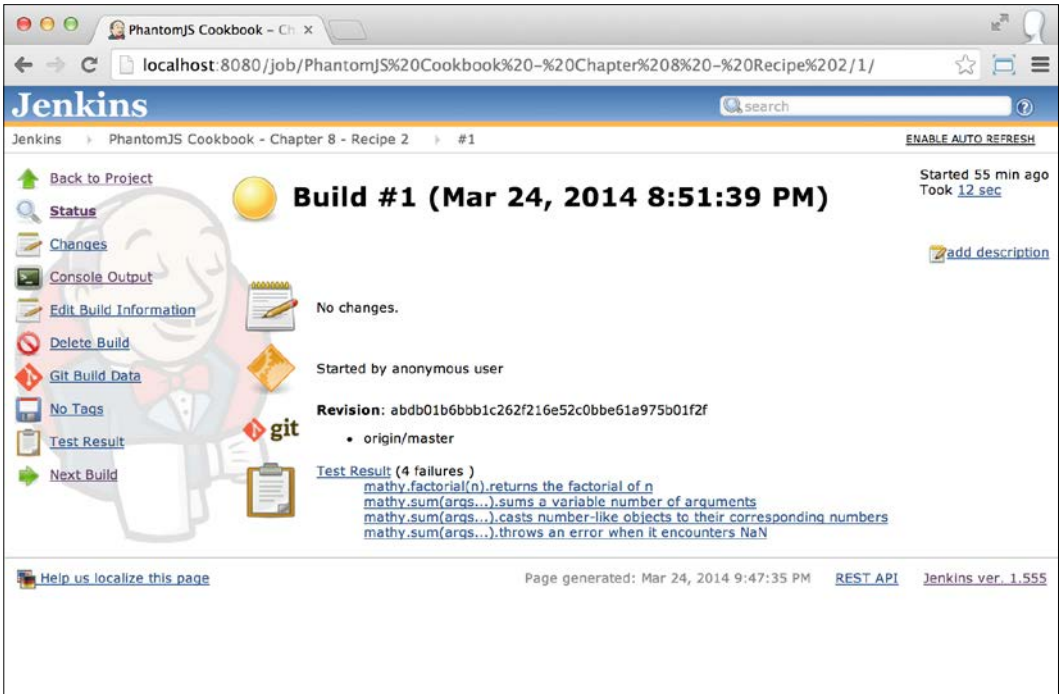 PhantomJS Cookbook – Ch
localhost:8080/job/PhantomJS%20Cookbook%20-%20Chapter%208%20-%20Recipe%202/1/
Jenkins
search
Jenkins PhantomJS Cookbook - Chapter 8 - Recipe 2 #1
ENABLE AUTO REFRESH
Back to Project
Status
Changes
Console Output
Edit Build Information
Delete Build
Git Build Data
No Tags
Test Result
Next Build
Build #1 (Mar 24, 2014 8:51:39 PM)
Started 55 min ago
Took 12 sec
add description
No changes.
Started by anonymous user
git
Revision: abdb01b6bbb1c262f216e52c0bbe61a975b01f2f
• origin/master
Test Result (4 failures )
mathy.factorial(n).returns the factorial of n
mathy.sum(args...).sums a variable number of arguments
mathy.sum(args...).casts number-like objects to their corresponding numbers
mathy.sum(args...).throws an error when it encounters NaN
Help us localize this page
Page generated: Mar 24, 2014 9:47:35 PM
REST API
Jenkins ver. 1.555